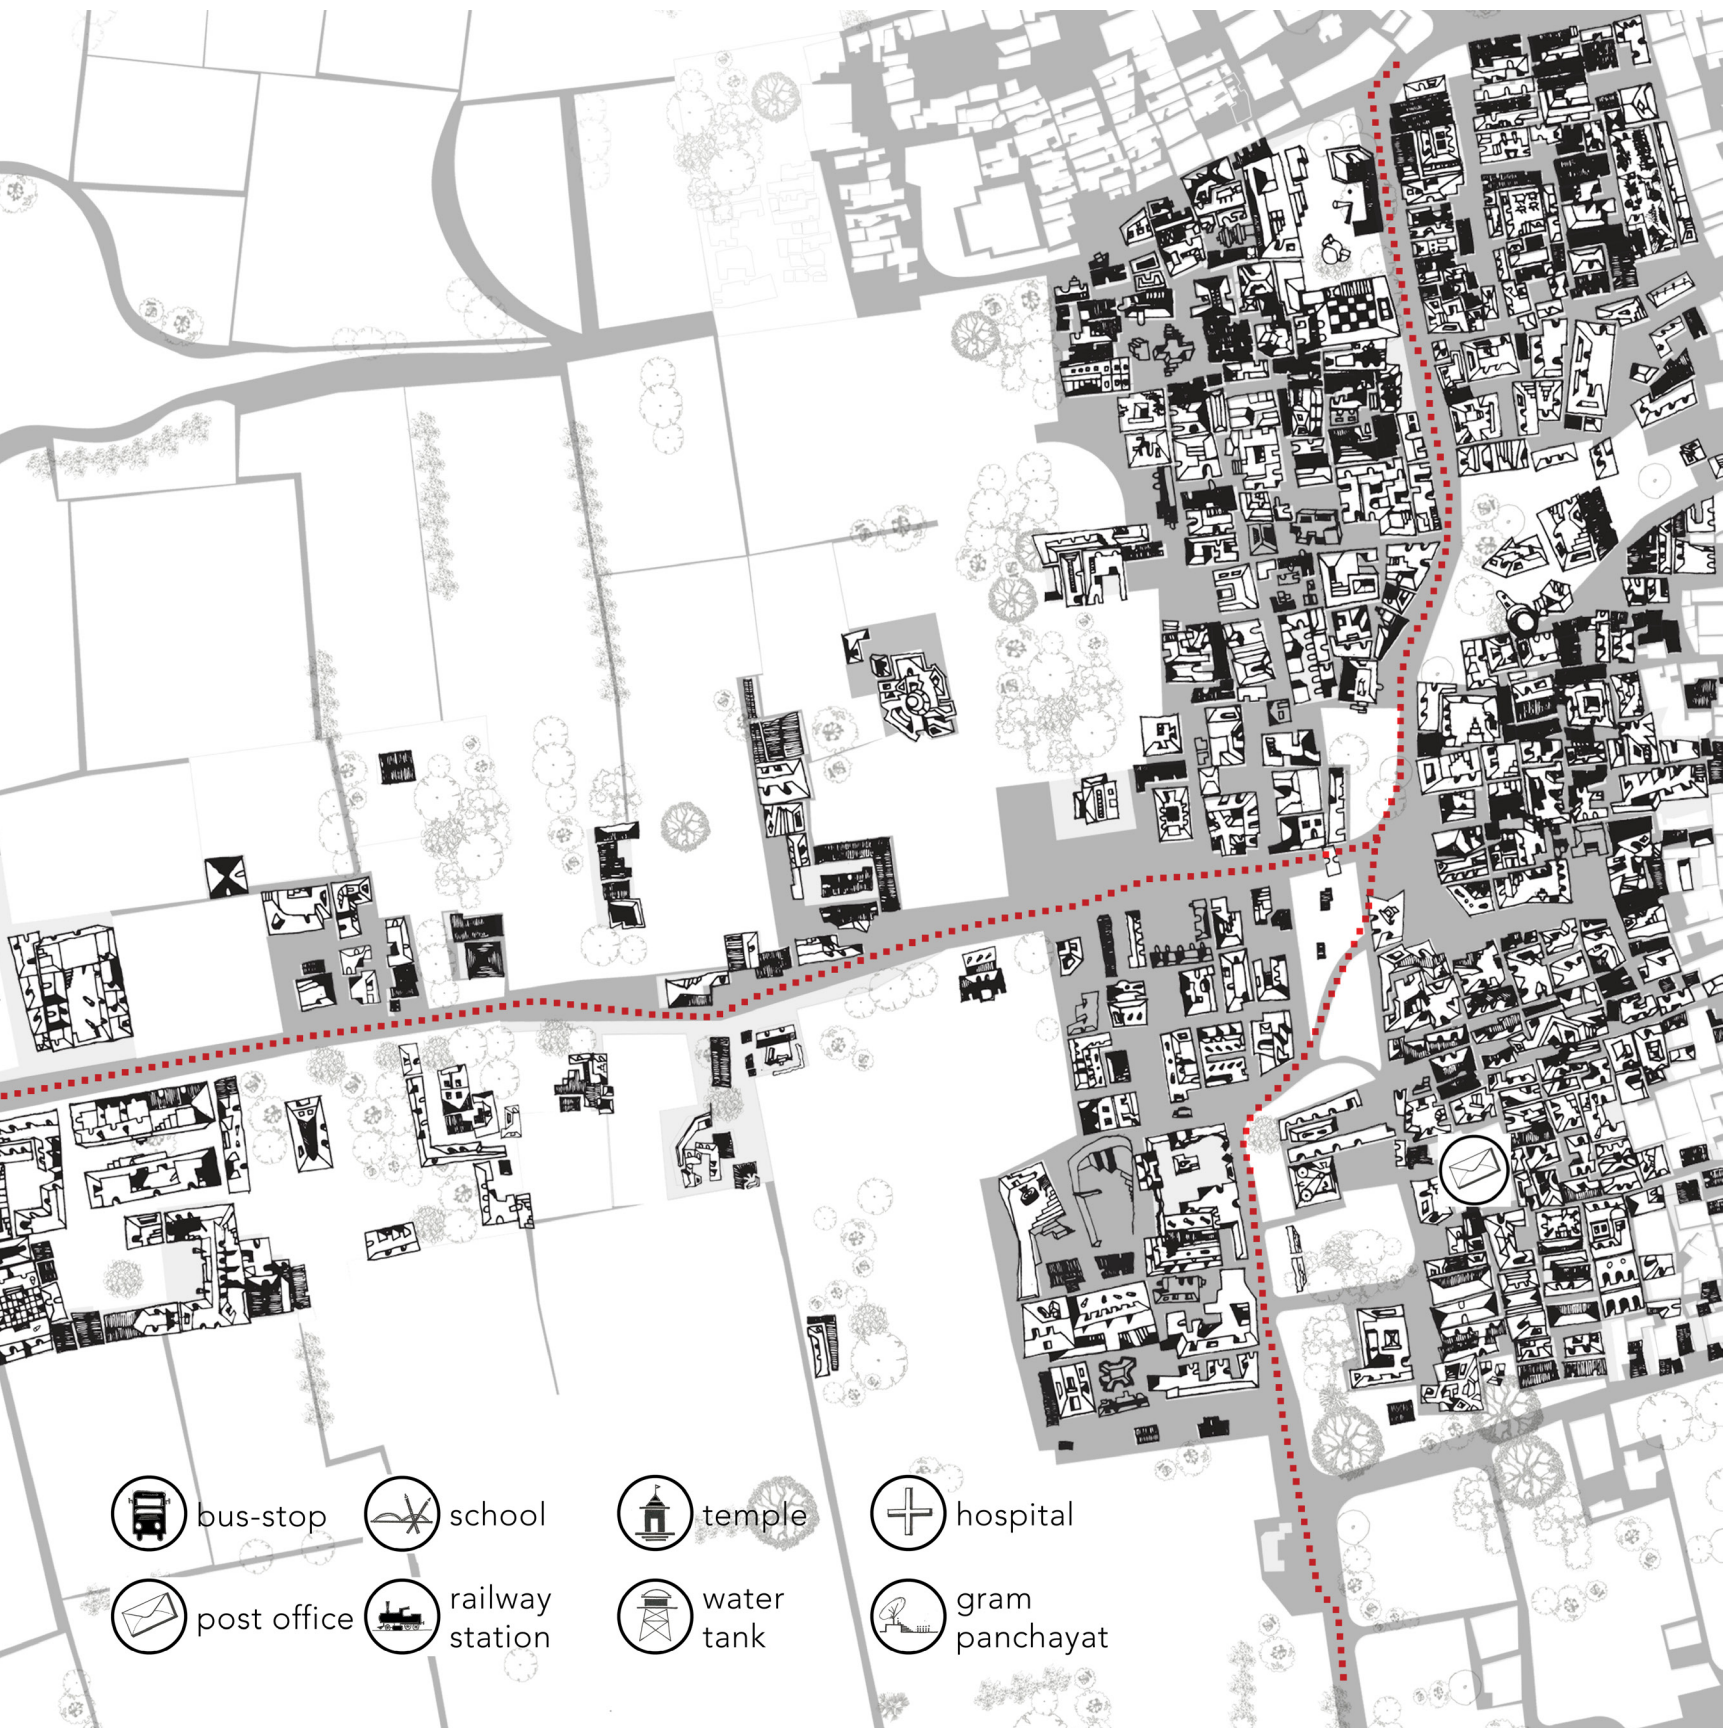 bus-stop
school
temple
hospital
post office
railway
station
water
tank
gram
panchayat